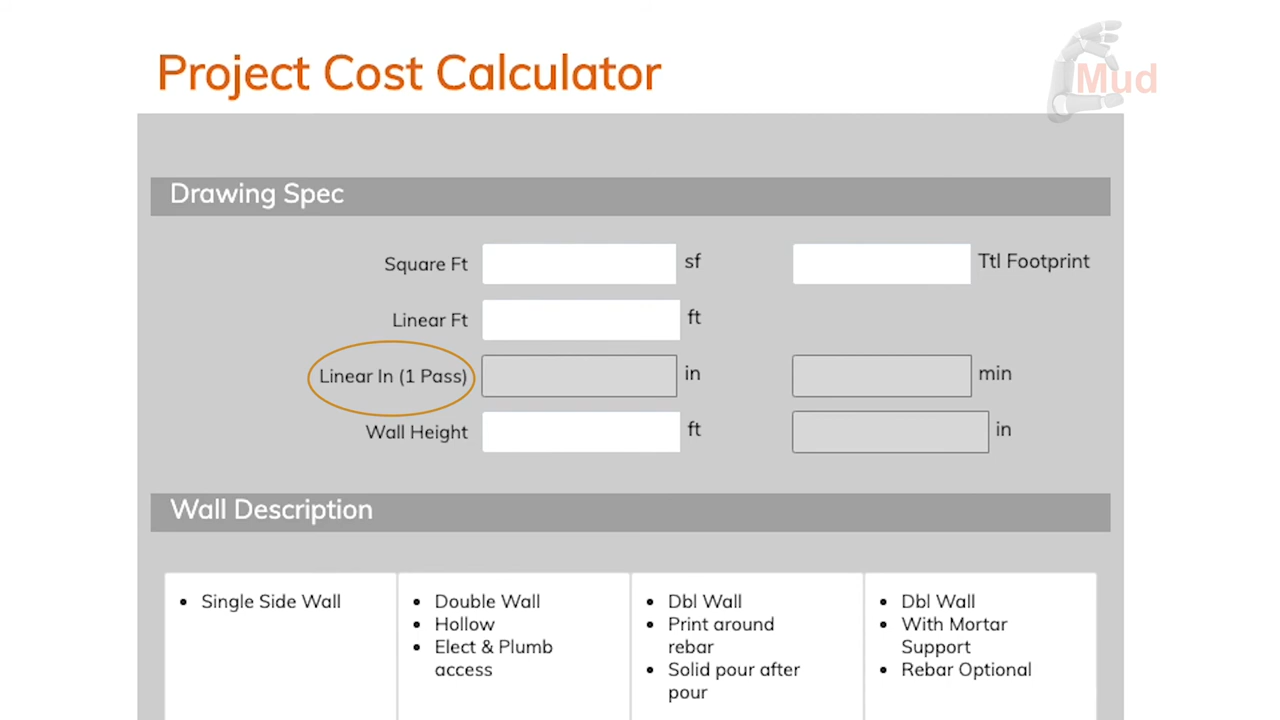 Project Cost Calculator
Mud
Drawing Spec
Square Ft sf Ttl Footprint
Linear Ft ft
Linear In (1 Pass) in min
Wall Height ft in
Wall Description
• Single Side Wall
• Double Wall
• Hollow
• Elect & Plumb
access
• Dbl Wall
• Print around
rebar
• Solid pour after
pour
• Dbl Wall
• With Mortar
Support
• Rebar Optional